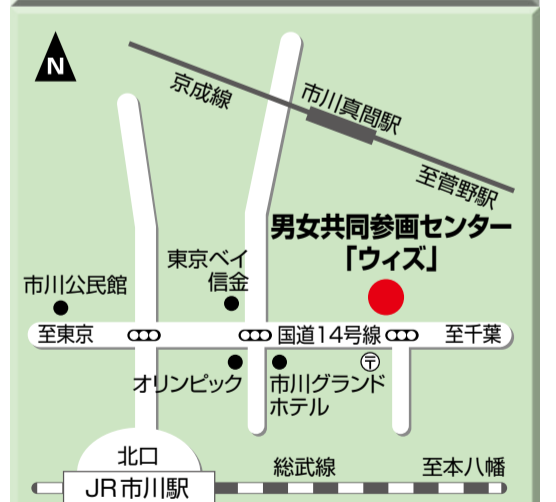 N
京成線
市川真間駅
至菅野駅
男女共同参画センター
「ウィズ」
東京ベイ
信金
市川公民館
至東京
国道14号線
至千葉
オリンピック
市川グランド
ホテル
〒
北口
JR市川駅
総武線
至本八幡